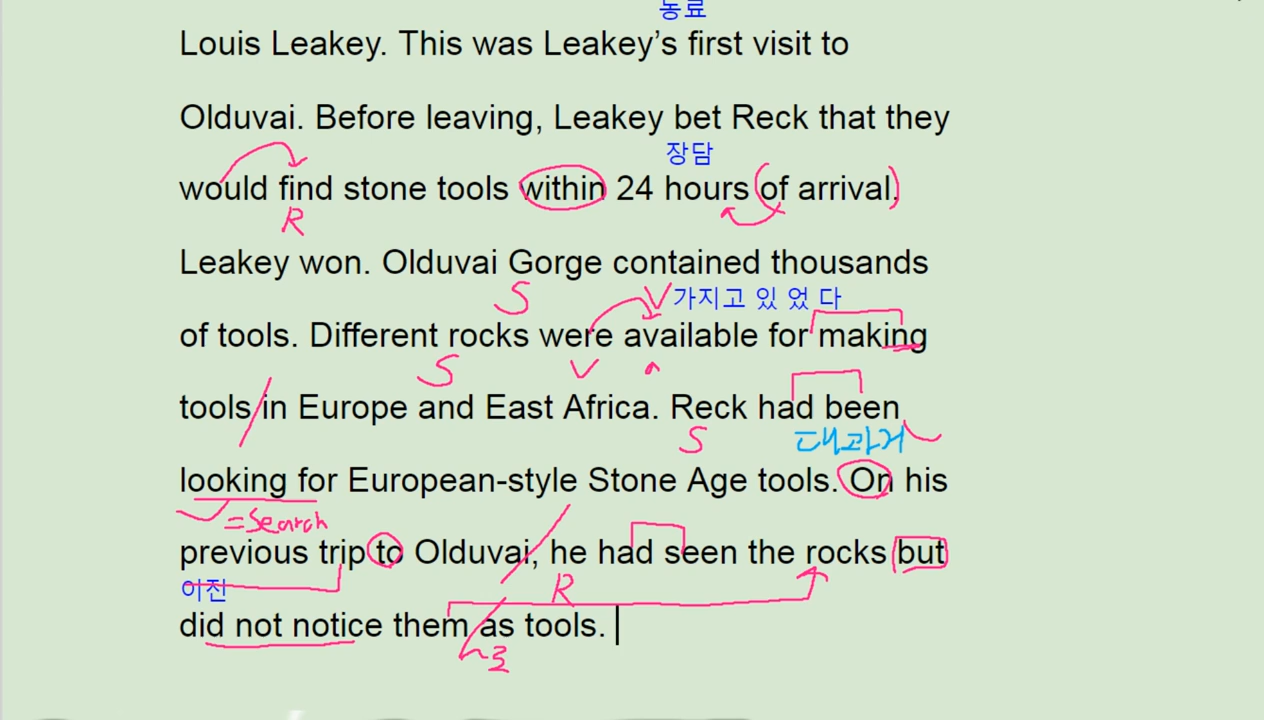 동료
Louis Leakey. This was Leakey’s first visit to
Olduvai. Before leaving, Leakey bet Reck that they
장담
would find stone tools within 24 hours of arrival.
R
Leakey won. Olduvai Gorge contained thousands
S V 가지고 있 었 다
of tools. Different rocks were available for making
S V
tools in Europe and East Africa. Reck had been
S 대과거
looking for European-style Stone Age tools. On his
=Search
previous trip to Olduvai, he had seen the rocks but
이전 R
did not notice them as tools.
로